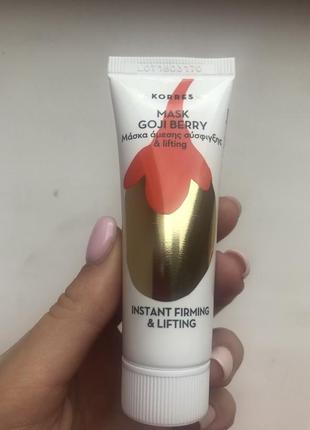 KORRES
MASK
GOJI BERRY
Μάσκα άμεσης σύσφιγξης
& lifting
INSTANT FIRMING
& LIFTING